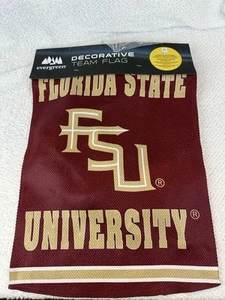 evergreen
DECORATIVE
TEAM FLAG
FLORIDA STATE
FSU
®
UNIVERSITY®